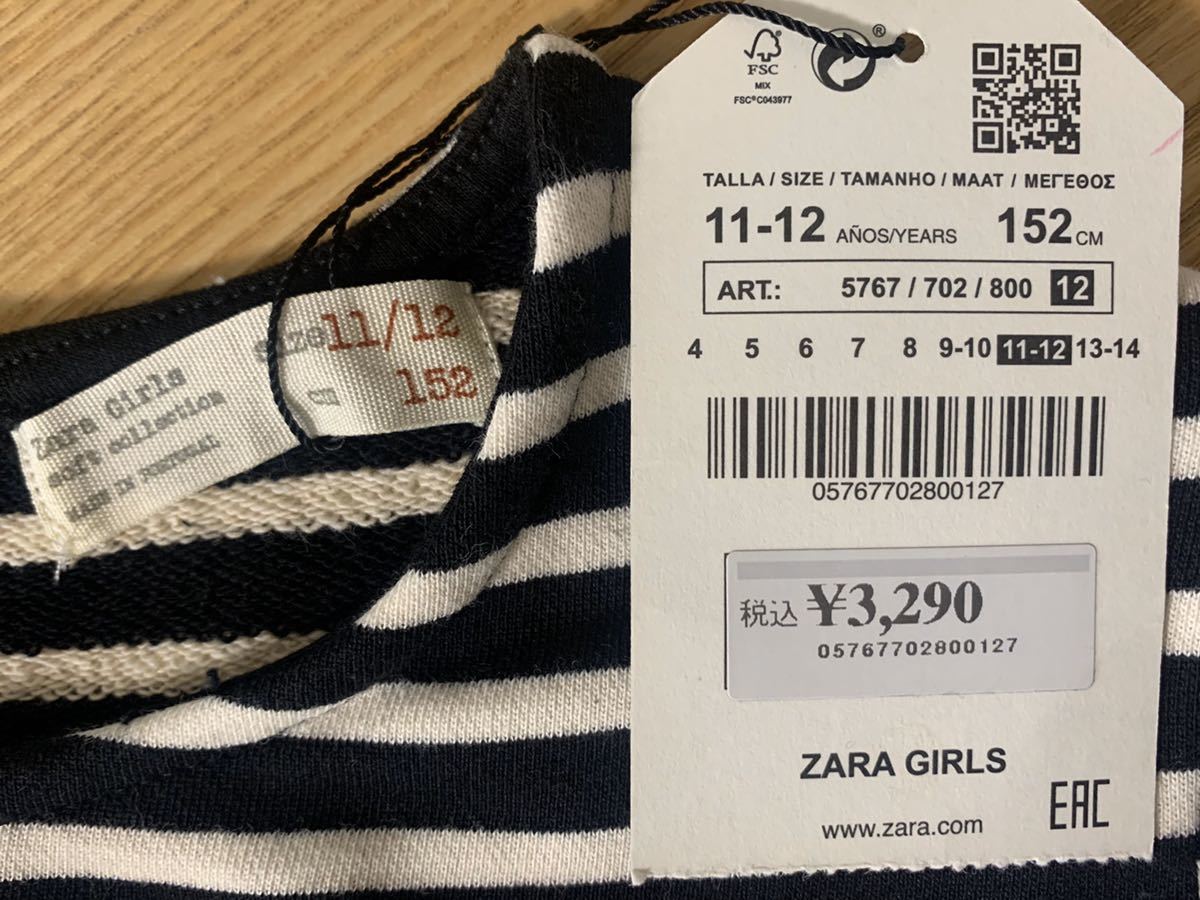 Zara Girls
soft collection
MADE IN PORTUGAL
size 11/12
CM 152
FSC
MIX
FSC® C043977
®
TALLA / SIZE / TAMANHO / MAAT / ΜΕΓΕΘΟΣ
11-12 AÑOS/YEARS 152 CM
ART.: 5767 / 702 / 800 12
4 5 6 7 8 9-10 11-12 13-14
05767702800127
税込 ¥3,290
05767702800127
ZARA GIRLS
www.zara.com
EAC